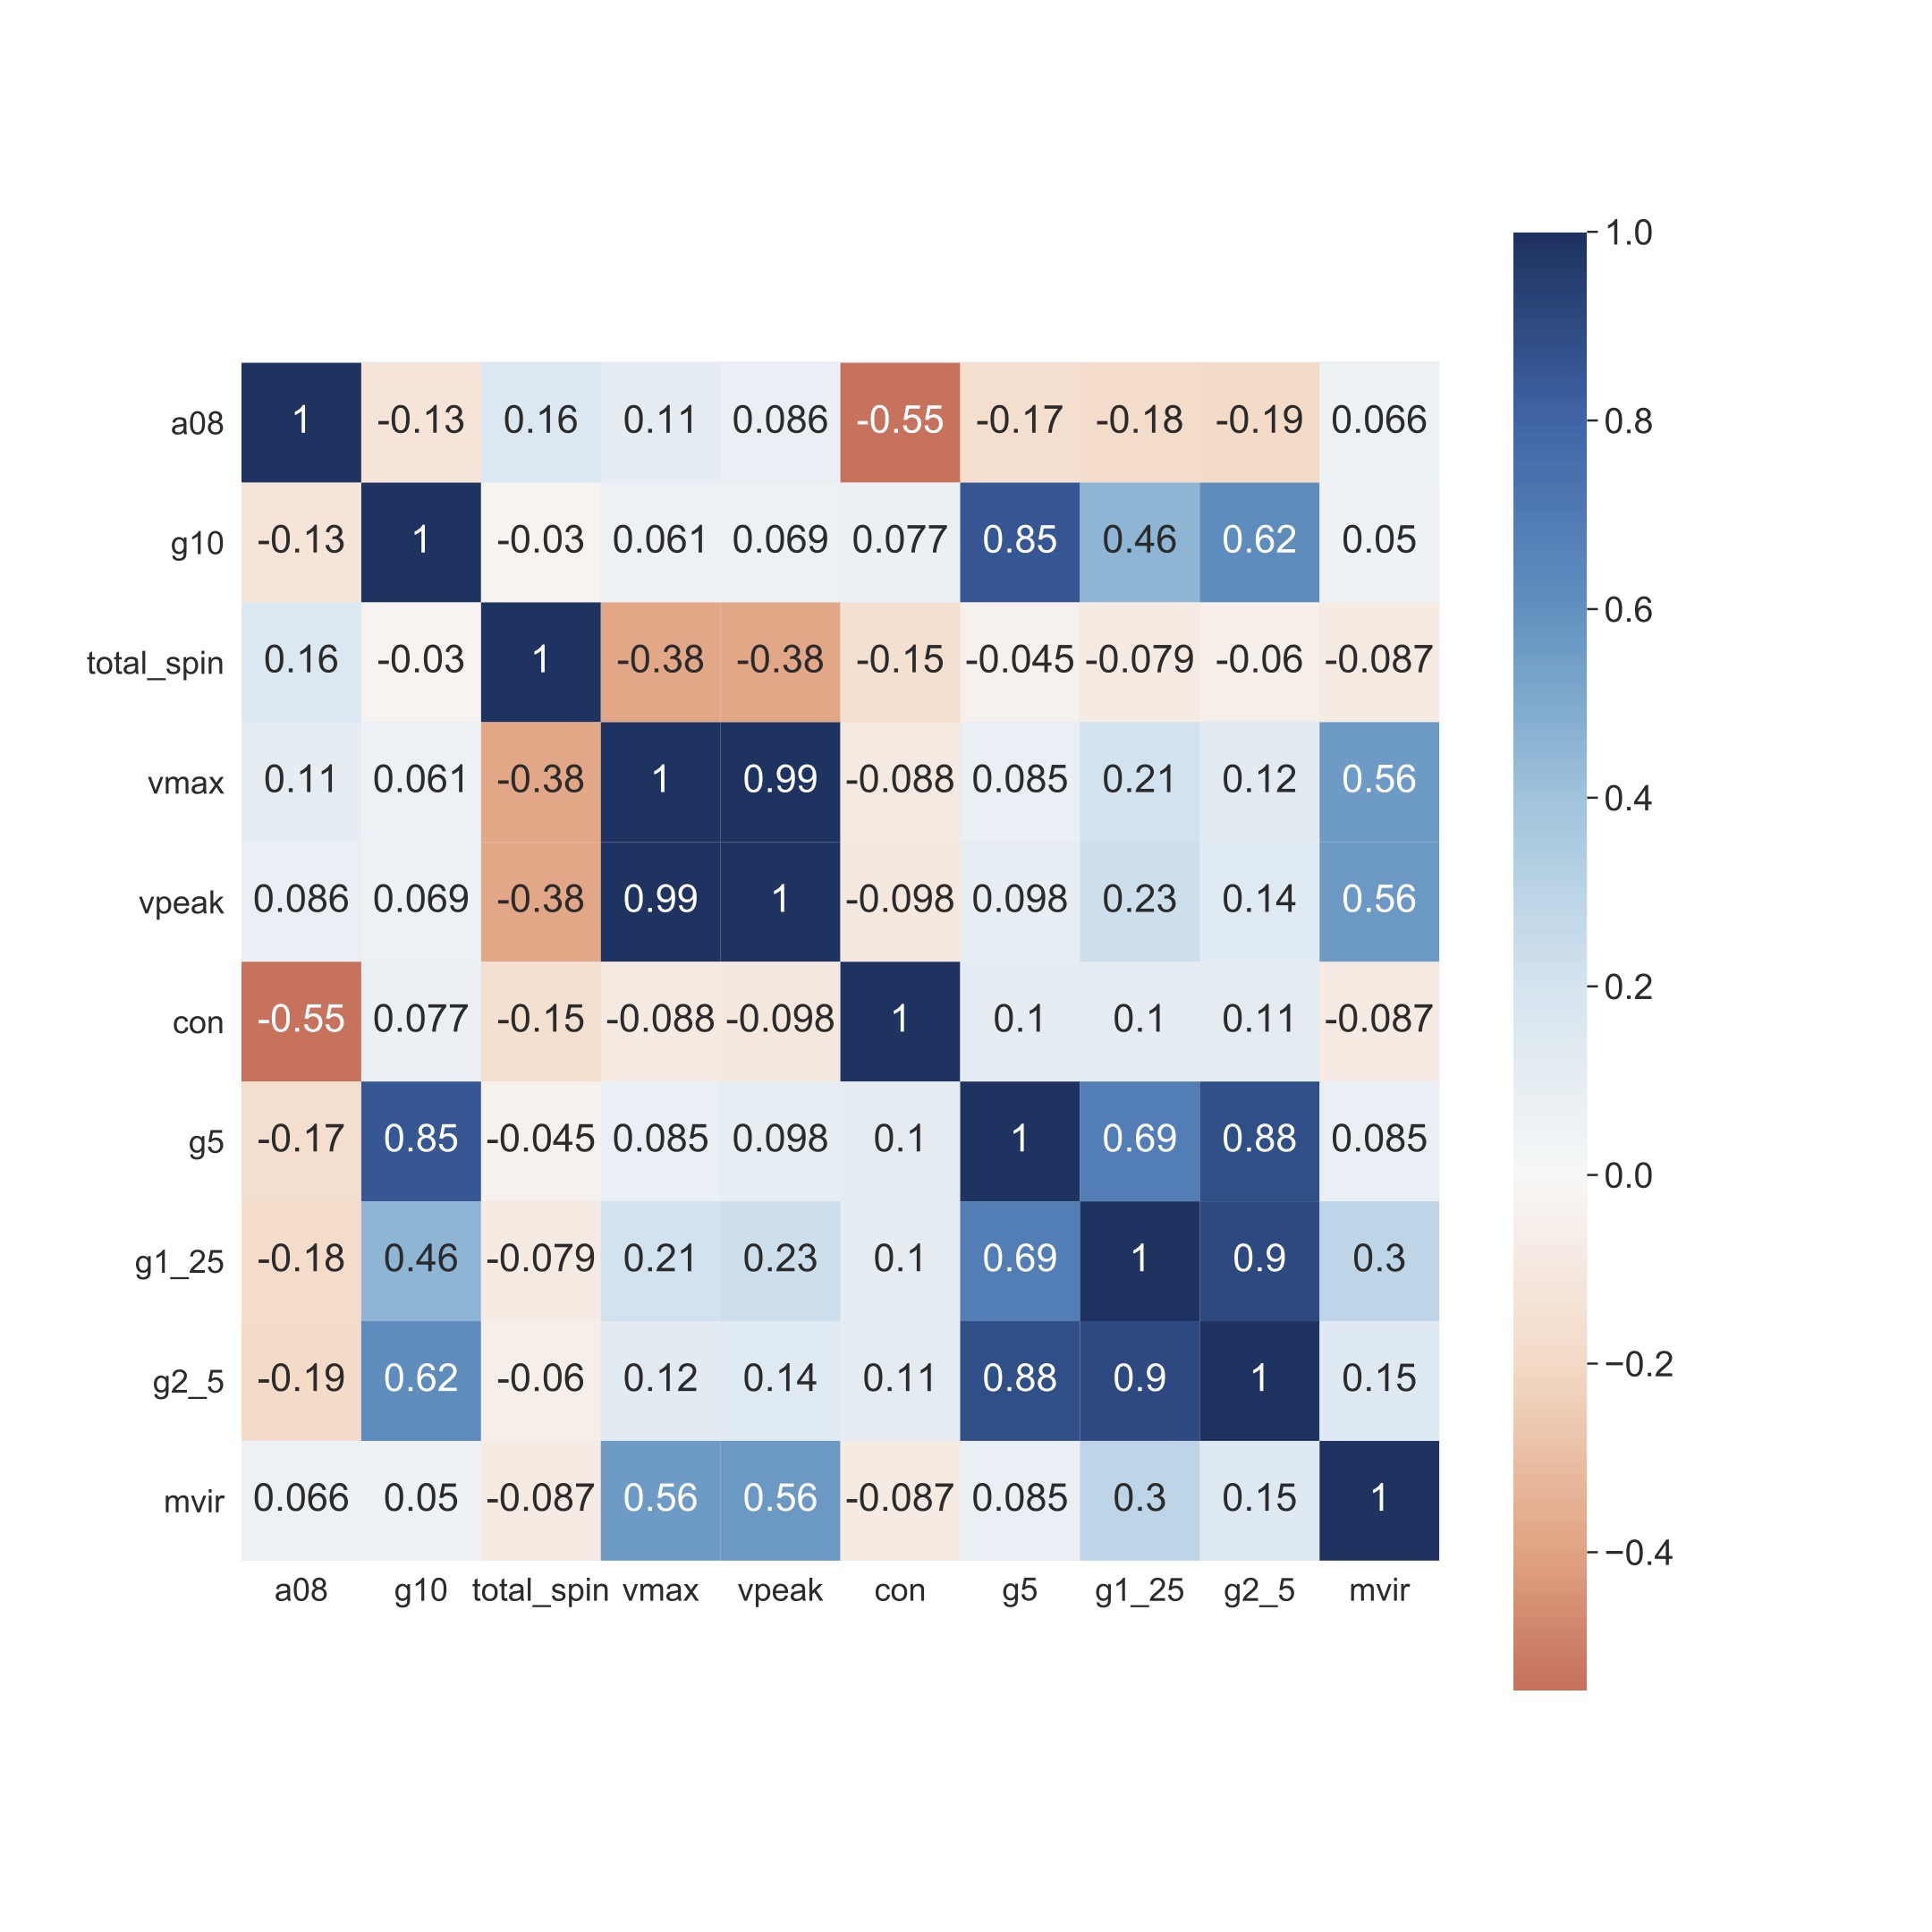 1.0
a08 1 -0.13 0.16 0.11 0.086 -0.55 -0.17 -0.18 -0.19 0.066 0.8
g10 -0.13 1 -0.03 0.061 0.069 0.077 0.85 0.46 0.62 0.05
0.6
total_spin 0.16 -0.03 1 -0.38 -0.38 -0.15 -0.045 -0.079 -0.06 -0.087
vmax 0.11 0.061 -0.38 1 0.99 -0.088 0.085 0.21 0.12 0.56 0.4
vpeak 0.086 0.069 -0.38 0.99 1 -0.098 0.098 0.23 0.14 0.56
0.2
con -0.55 0.077 -0.15 -0.088 -0.098 1 0.1 0.1 0.11 -0.087
g5 -0.17 0.85 -0.045 0.085 0.098 0.1 1 0.69 0.88 0.085
0.0
g1_25 -0.18 0.46 -0.079 0.21 0.23 0.1 0.69 1 0.9 0.3
g2_5 -0.19 0.62 -0.06 0.12 0.14 0.11 0.88 0.9 1 0.15 −0.2
mvir 0.066 0.05 -0.087 0.56 0.56 -0.087 0.085 0.3 0.15 1
−0.4
a08 g10 total_spin vmax vpeak con g5 g1_25 g2_5 mvir